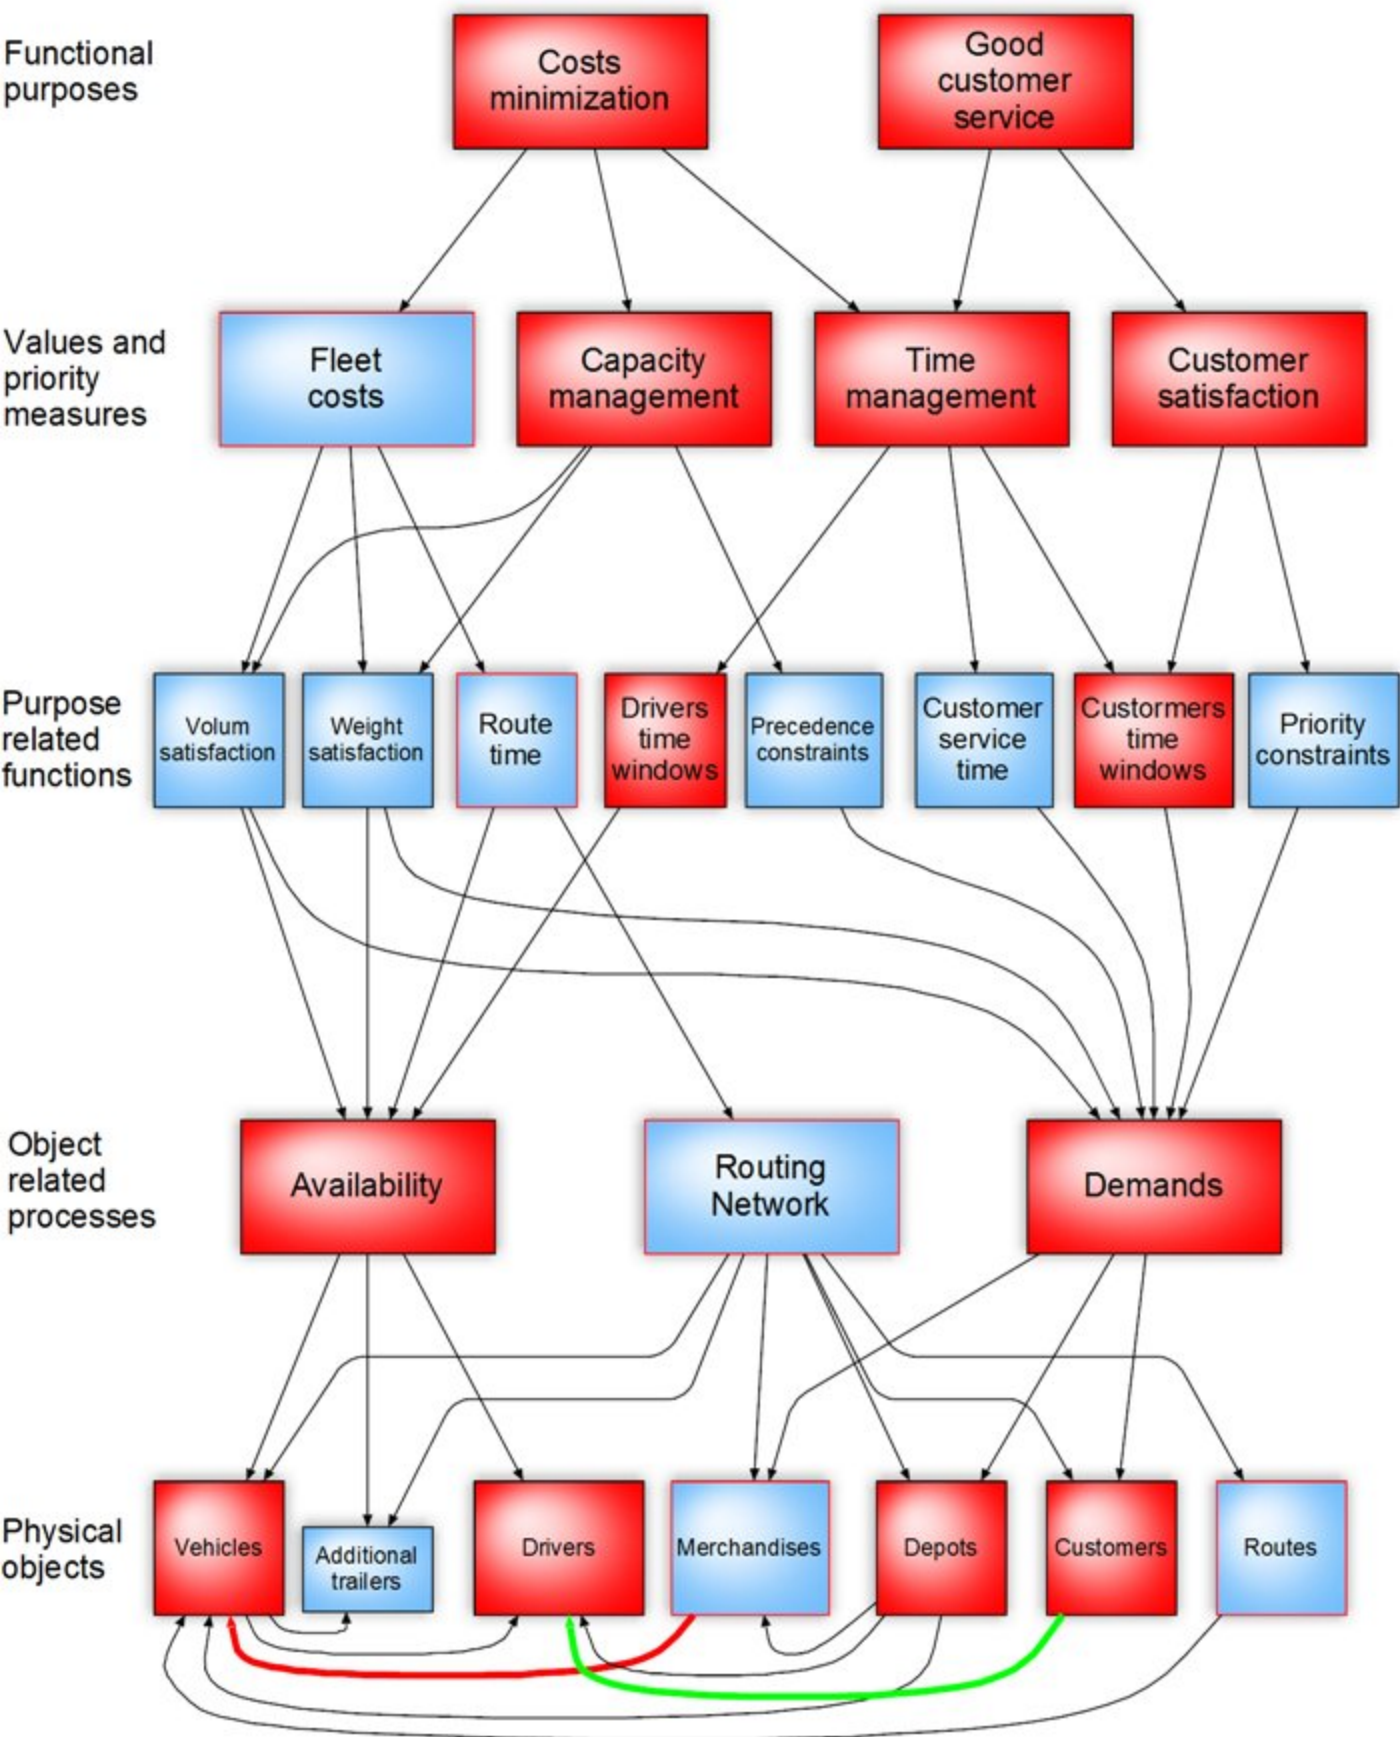 Functional
purposes
Costs
minimization
Good
customer
service
Values and
priority
measures
Fleet
costs
Capacity
management
Time
management
Customer
satisfaction
Purpose
related
functions
Volum
satisfaction
Weight
satisfaction
Route
time
Drivers
time
windows
Precedence
constraints
Customer
service
time
Custormers
time
windows
Priority
constraints
Object
related
processes
Availability
Routing
Network
Demands
Physical
objects
Vehicles
Additional
trailers
Drivers
Merchandises
Depots
Customers
Routes